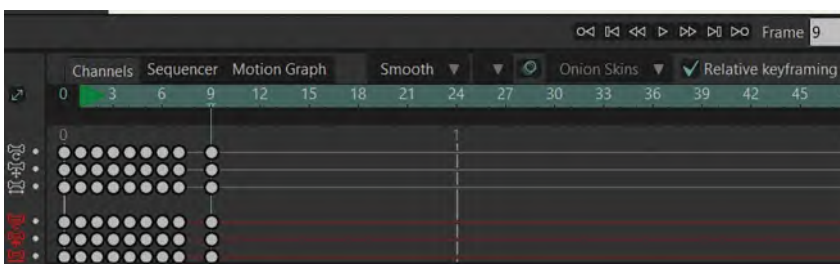 Frame 9
Channels Sequencer Motion Graph Smooth Onion Skins Relative keyframing
0 3 6 9 12 15 18 21 24 27 30 33 36 39 42 45
0 1